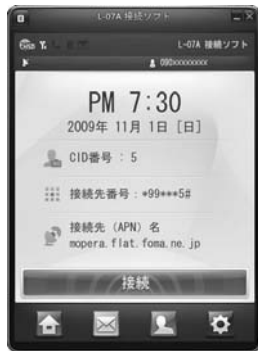 L-07A 接続ソフト
L-07A 接続ソフト
090xxxxxxxx
PM 7:30
2009年 11月 1日 [日]
CID番号 : 5
接続先番号 : *99***5#
接続先 (APN) 名
mopera.flat.foma.ne.jp
接続